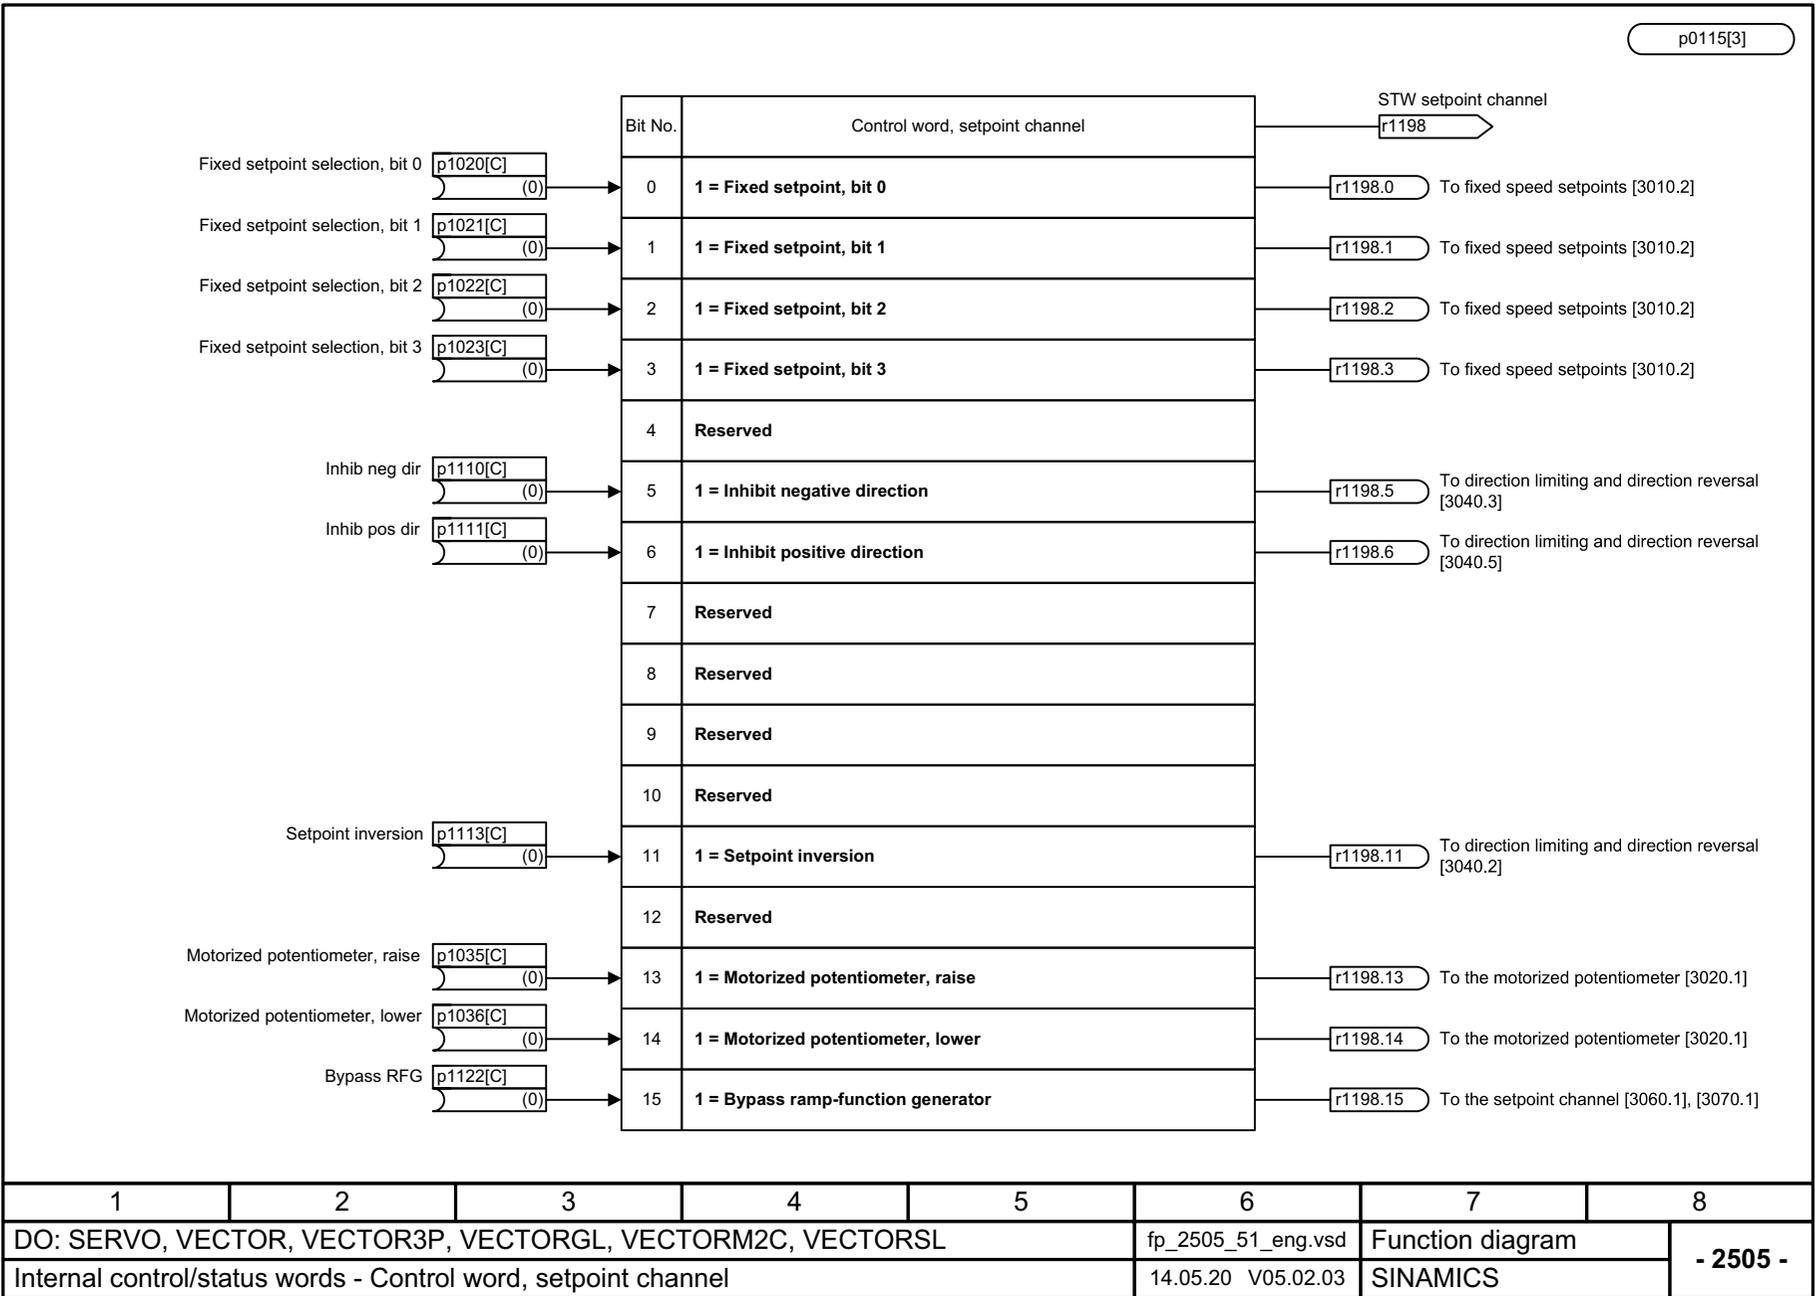 p0115[3]
STW setpoint channel
Bit No. Control word, setpoint channel r1198
Fixed setpoint selection, bit 0 p1020[C]
(0) 0 1 = Fixed setpoint, bit 0 r1198.0 To fixed speed setpoints [3010.2]
Fixed setpoint selection, bit 1 p1021[C]
(0) 1 1 = Fixed setpoint, bit 1 r1198.1 To fixed speed setpoints [3010.2]
Fixed setpoint selection, bit 2 p1022[C]
(0) 2 1 = Fixed setpoint, bit 2 r1198.2 To fixed speed setpoints [3010.2]
Fixed setpoint selection, bit 3 p1023[C]
(0) 3 1 = Fixed setpoint, bit 3 r1198.3 To fixed speed setpoints [3010.2]
4 Reserved
Inhib neg dir p1110[C]
(0) 5 1 = Inhibit negative direction r1198.5 To direction limiting and direction reversal
[3040.3]
Inhib pos dir p1111[C]
(0) 6 1 = Inhibit positive direction r1198.6 To direction limiting and direction reversal
[3040.5]
7 Reserved
8 Reserved
9 Reserved
10 Reserved
Setpoint inversion p1113[C]
(0) 11 1 = Setpoint inversion r1198.11 To direction limiting and direction reversal
[3040.2]
12 Reserved
Motorized potentiometer, raise p1035[C]
(0) 13 1 = Motorized potentiometer, raise r1198.13 To the motorized potentiometer [3020.1]
Motorized potentiometer, lower p1036[C]
(0) 14 1 = Motorized potentiometer, lower r1198.14 To the motorized potentiometer [3020.1]
Bypass RFG p1122[C]
(0) 15 1 = Bypass ramp-function generator r1198.15 To the setpoint channel [3060.1], [3070.1]
1 2 3 4 5 6 7 8
DO: SERVO, VECTOR, VECTOR3P, VECTORGL, VECTORM2C, VECTORSL fp_2505_51_eng.vsd Function diagram
- 2505 -
Internal control/status words - Control word, setpoint channel 14.05.20 V05.02.03 SINAMICS